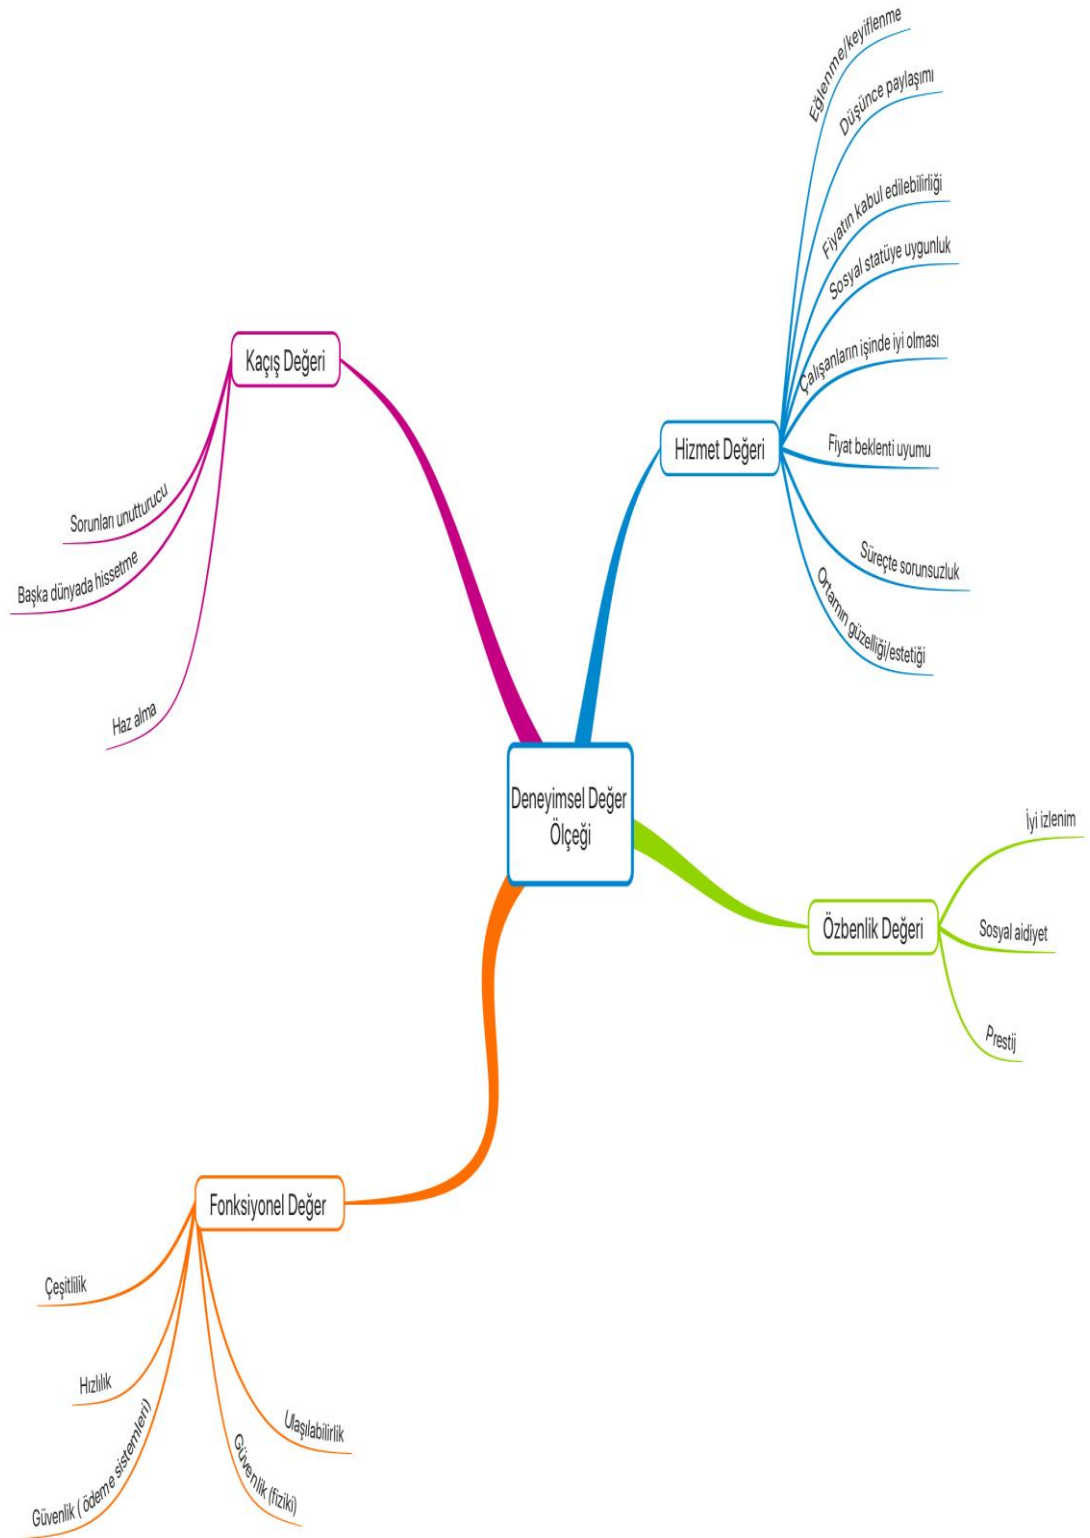 Eğlenme/keyiflenme
Düşünce paylaşımı
Fiyatın kabul edilebilirliği
Sosyal statüye uygunluk
Çalışanların işinde iyi olması
Hizmet Değeri
Fiyat beklenti uyumu
Süreçte sorunsuzluk
Ortamın güzelliği/estetiği
Kaçış Değeri
Sorunları unutturucu
Başka dünyada hissetme
Haz alma
Deneyimsel Değer
Ölçeği
İyi izlenim
Özbenlik Değeri
Sosyal aidiyet
Prestij
Fonksiyonel Değer
Çeşitlilik
Hızlılık
Güvenlik ( ödeme sistemleri)
Güvenlik (fiziki)
Ulaşılabilirlik